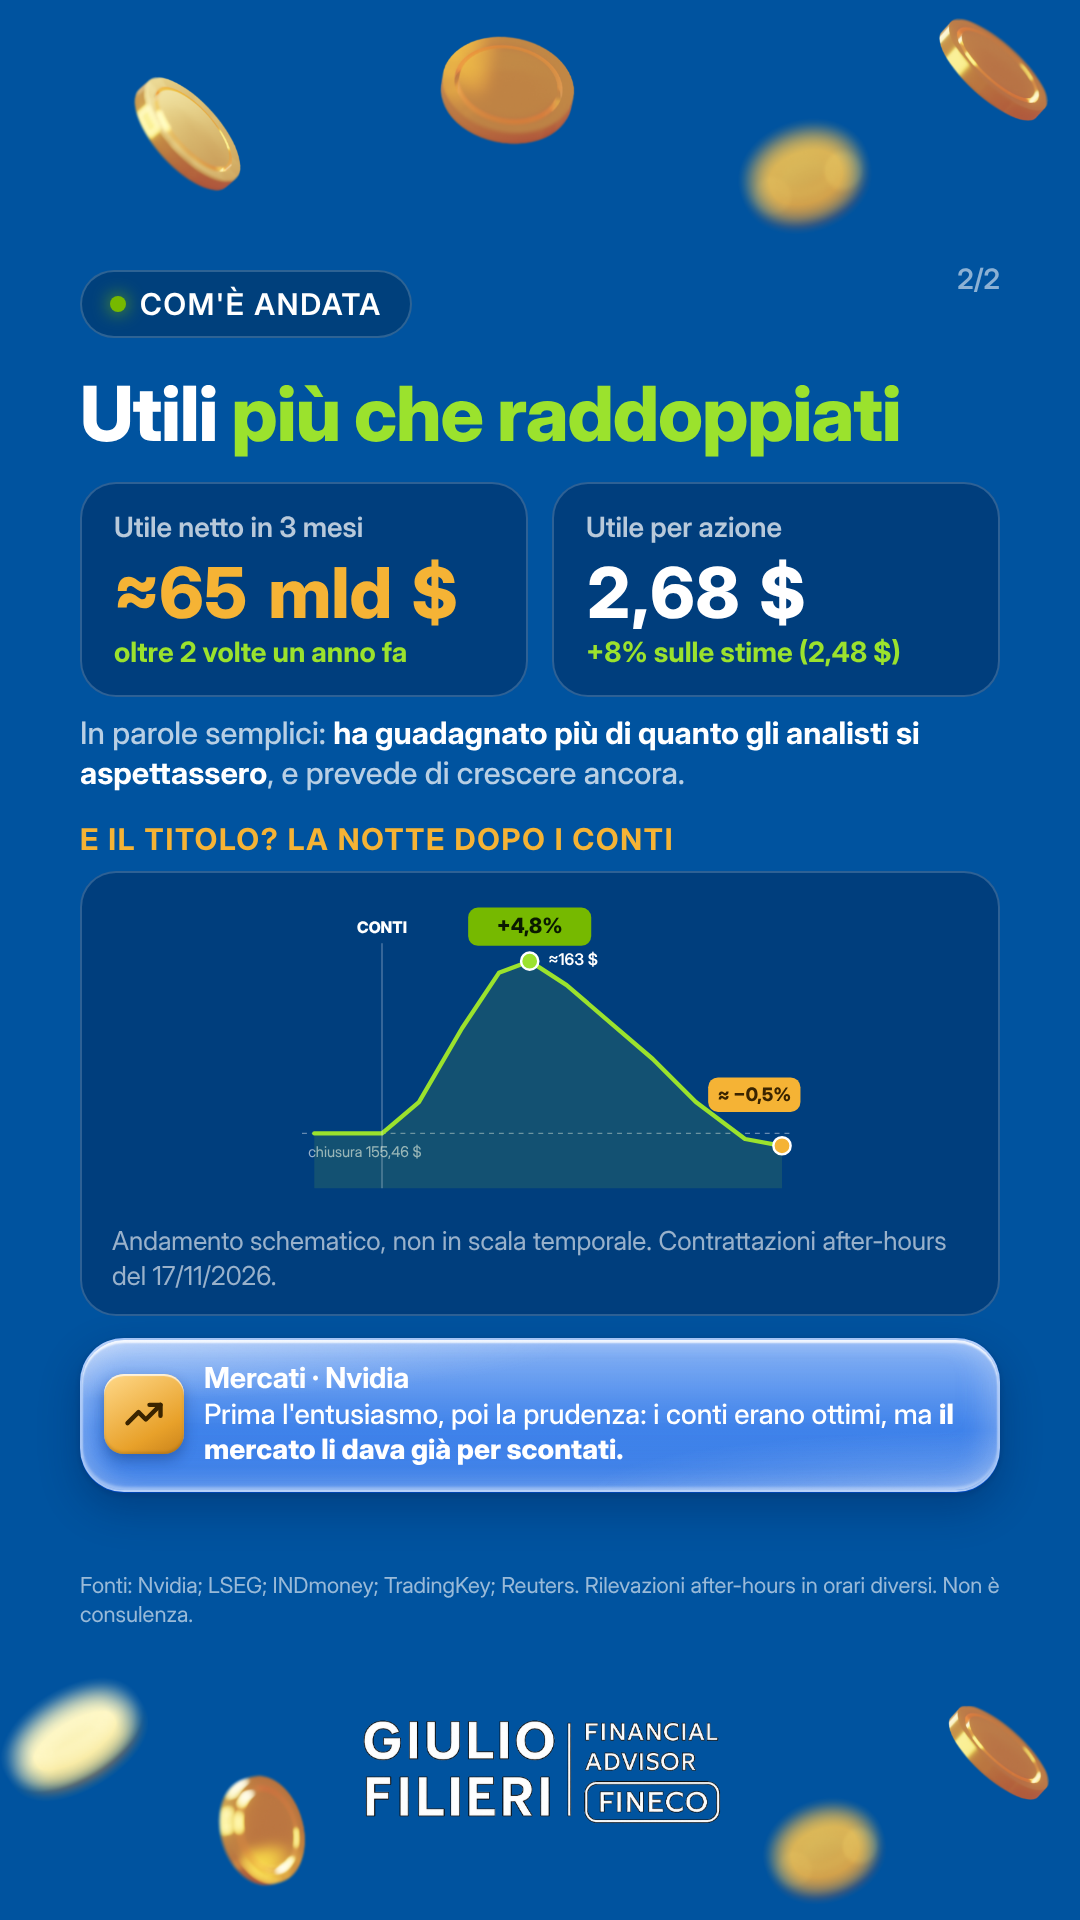 2/2
COM'È ANDATA
Utili più che raddoppiati
Utile netto in 3 mesi
≈65 mld $
oltre 2 volte un anno fa
Utile per azione
2,68 $
+8% sulle stime (2,48 $)
In parole semplici: ha guadagnato più di quanto gli analisti si
aspettassero, e prevede di crescere ancora.
E IL TITOLO? LA NOTTE DOPO I CONTI
CONTI
+4,8%
≈163 $
≈ −0,5%
chiusura 155,46 $
Andamento schematico, non in scala temporale. Contrattazioni after-hours
del 17/11/2026.
Mercati · Nvidia
Prima l'entusiasmo, poi la prudenza: i conti erano ottimi, ma il
mercato li dava già per scontati.
Fonti: Nvidia; LSEG; INDmoney; TradingKey; Reuters. Rilevazioni after-hours in orari diversi. Non è
consulenza.
GIULIO
FILIERI
FINANCIAL
ADVISOR
FINECO